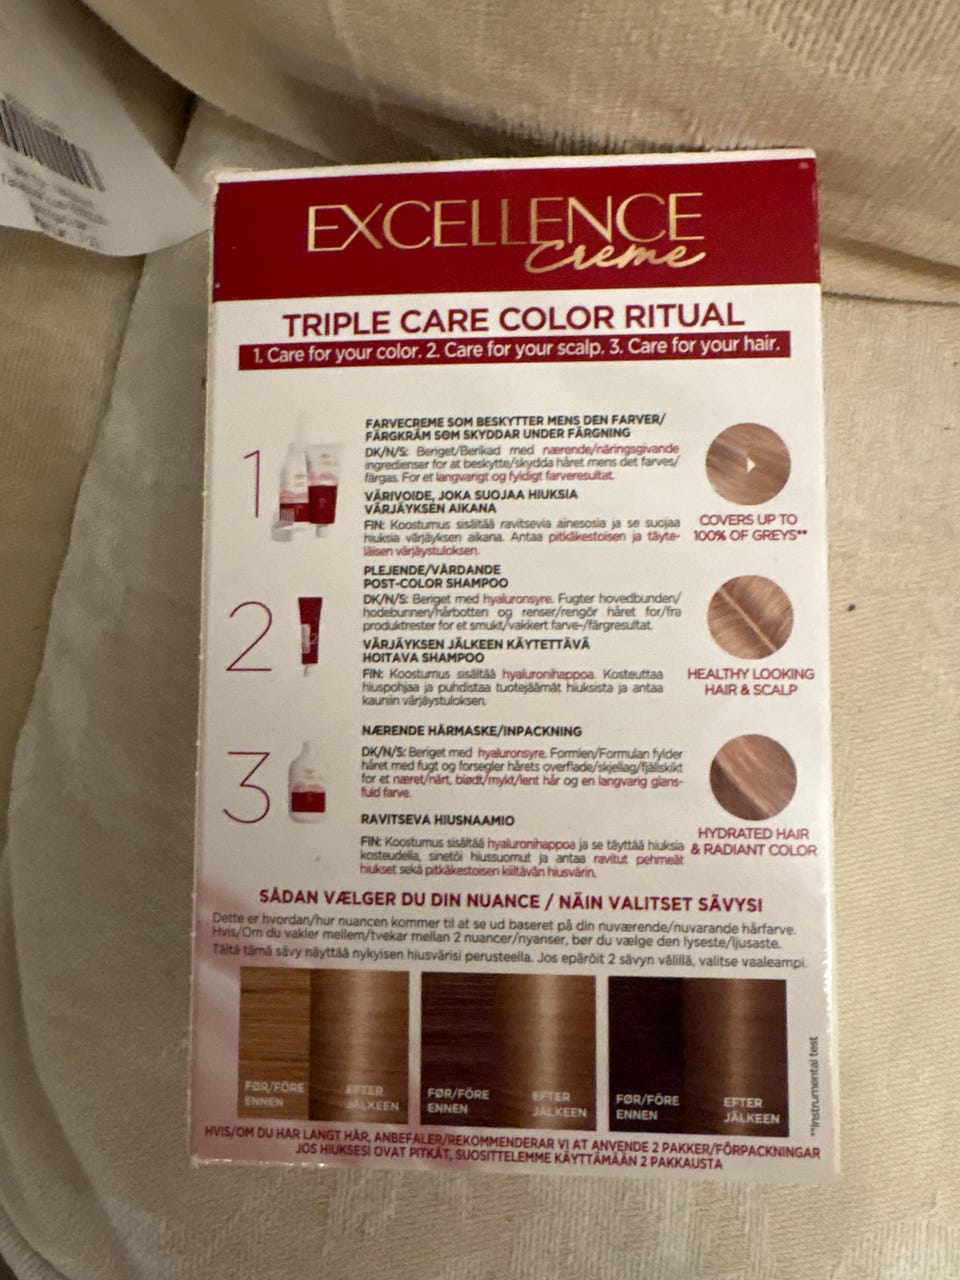 EXCELLENCE
Creme
TRIPLE CARE COLOR RITUAL
1. Care for your color. 2. Care for your scalp. 3. Care for your hair.
1
FARVECREME SOM BESKYTTER MENS DEN FARVER/
FÄRGKRÄM SOM SKYDDAR UNDER FÄRGNING
DK/N/S: Beriget/Berikad med nærende/näringsgivande
ingredienser for at beskytte/skydda håret mens det farves/
färgas. For et langvarigt og fyldigt farveresultat.
VÄRIVOIDE, JOKA SUOJAA HIUKSIA
VÄRJÄYKSEN AIKANA
FIN: Koostumus sisältää ravitsevia ainesosia ja se suojaa
hiuksia värjäyksen aikana. Antaa pitkäkestoisen ja täyte-
läisen värjäystuloksen.
COVERS UP TO
100% OF GREYS**
2
PLEJENDE/VÅRDANDE
POST-COLOR SHAMPOO
DK/N/S: Beriget med hyaluronsyre. Fugter hovedbunden/
hodebunnen/hårbotten og renser/rengör håret for/fra
produktrester for et smukt/vakkert farve-/färgresultat.
VÄRJÄYKSEN JÄLKEEN KÄYTETTÄVÄ
HOITAVA SHAMPOO
FIN: Koostumus sisältää hyaluronihappoa. Kosteuttaa
hiuspohjaa ja puhdistaa tuotejäämät hiuksista ja antaa
kauniin värjäystuloksen.
HEALTHY LOOKING
HAIR & SCALP
3
NÆRENDE HÅRMASKE/INPACKNING
DK/N/S: Beriget med hyaluronsyre. Formlen/Formulan fylder
håret med fugt og forsegler hårets overflade/skjellag/fjällskikt
for et næret/närt, blødt/mykt/lent hår og en langvarig glans-
fuld farve.
RAVITSEVA HIUSNAAMIO
FIN: Koostumus sisältää hyaluronihappoa ja se täyttää hiuksia
kosteudella, sinetöi hiussuomut ja antaa ravitut pehmeät
hiukset sekä pitkäkestoisen kiiltävän hiusvärin.
HYDRATED HAIR
& RADIANT COLOR
SÅDAN VÆLGER DU DIN NUANCE / NÄIN VALITSET SÄVYSI
Dette er hvordan/hur nuancen kommer til at se ud baseret på din nuværende/nuvarande hårfarve.
Hvis/Om du vakler mellem/tvekar mellan 2 nuancer/nyanser, bør du vælge den lyseste/ljusaste.
Tältä tämä sävy näyttää nykyisen hiusvärisi perusteella. Jos epäröit 2 sävyn välillä, valitse vaaleampi.
FØR/FÖRE
ENNEN
EFTER
JÄLKEEN
FØR/FÖRE
ENNEN
EFTER
JÄLKEEN
FØR/FÖRE
ENNEN
EFTER
JÄLKEEN
**Instrumental test
HVIS/OM DU HAR LANGT HÅR, ANBEFALER/REKOMMENDERAR VI AT ANVENDE 2 PAKKER/FÖRPACKNINGAR
JOS HIUKSESI OVAT PITKÄT, SUOSITTELEMME KÄYTTÄMÄÄN 2 PAKKAUSTA